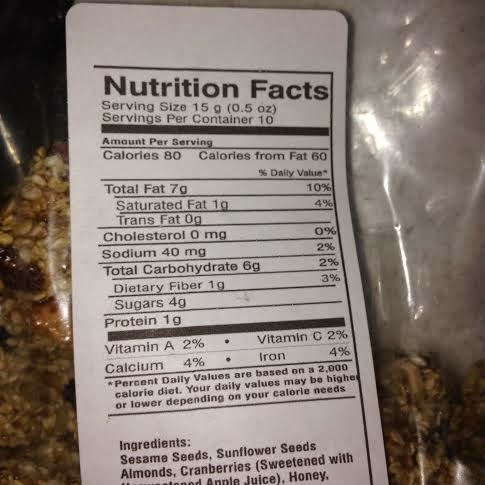 Nutrition Facts
Serving Size 15 g (0.5 oz)
Servings Per Container 10
Amount Per Serving
Calories 80 Calories from Fat 60
% Daily Value*
Total Fat 7g 10%
Saturated Fat 1g 4%
Trans Fat 0g
Cholesterol 0 mg 0%
Sodium 40 mg 2%
Total Carbohydrate 6g 2%
Dietary Fiber 1g 3%
Sugars 4g
Protein 1g
Vitamin A 2% • Vitamin C 2%
Calcium 4% • Iron 4%
*Percent Daily Values are based on a 2,000
calorie diet. Your daily values may be higher
or lower depending on your calorie needs
Ingredients:
Sesame Seeds, Sunflower Seeds
Almonds, Cranberries (Sweetened with
Apple Juice), Honey,